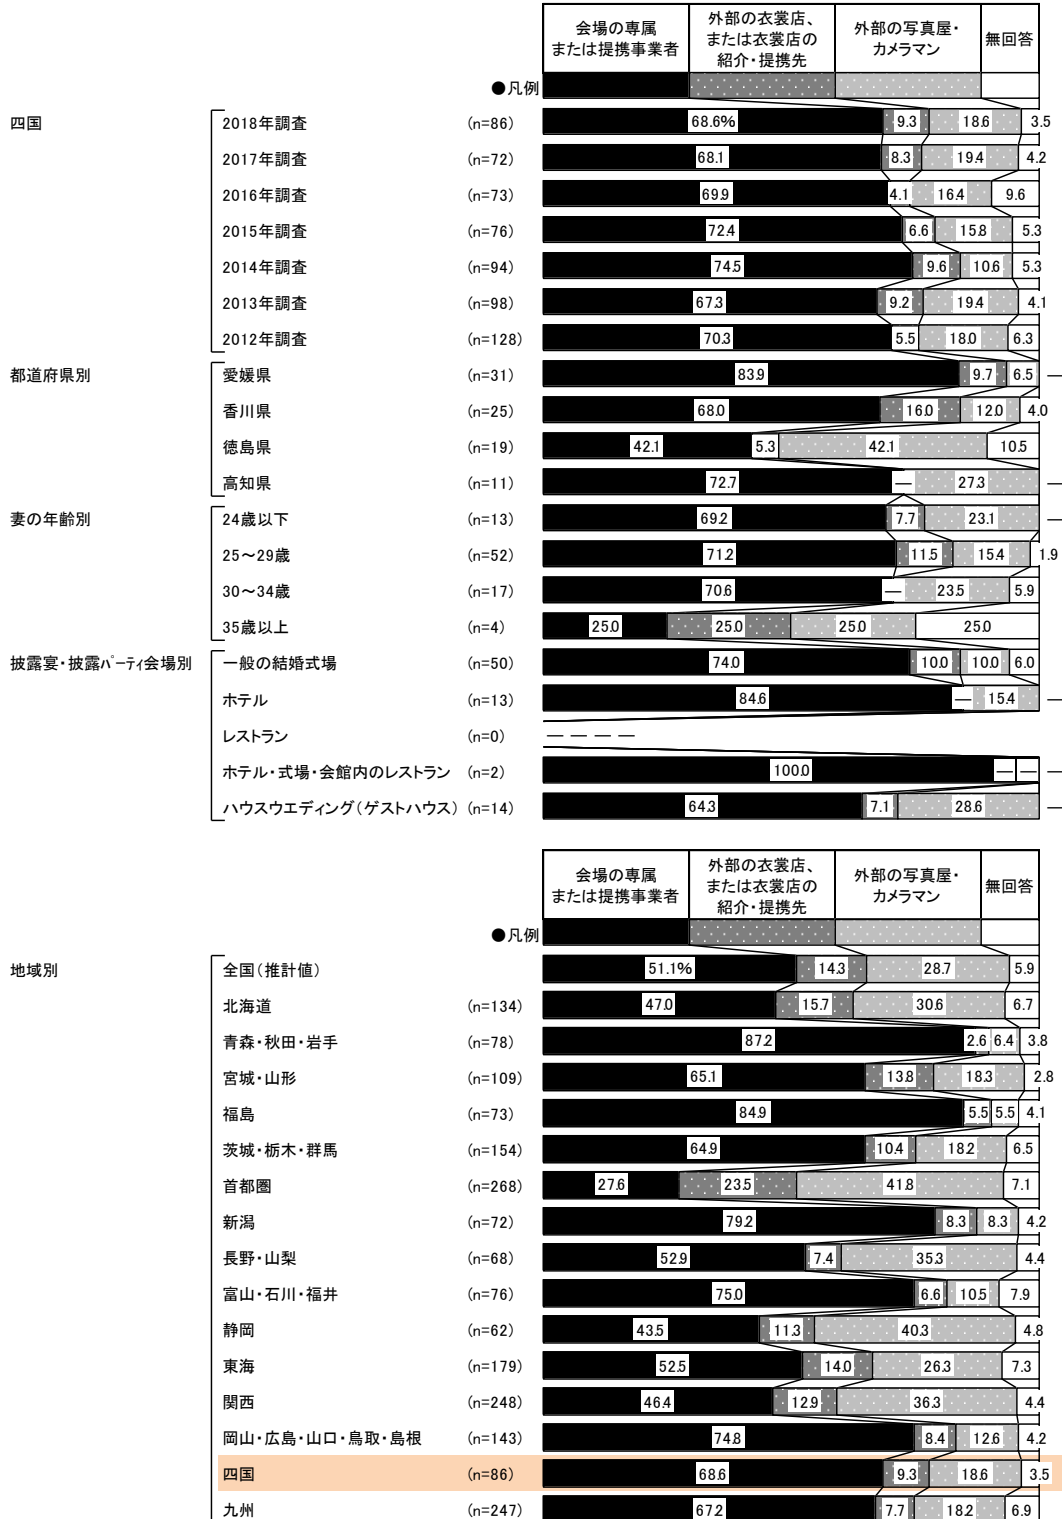 会場の専属
または提携事業者
外部の衣裳店、
または衣裳店の
紹介・提携先
外部の写真屋・
カメラマン
無回答
●凡例
四国 2018年調査 (n=86) 68.6% 9.3 18.6 3.5
2017年調査 (n=72) 68.1 8.3 19.4 4.2
2016年調査 (n=73) 69.9 4.1 16.4 9.6
2015年調査 (n=76) 72.4 6.6 15.8 5.3
2014年調査 (n=94) 74.5 9.6 10.6 5.3
2013年調査 (n=98) 67.3 9.2 19.4 4.1
2012年調査 (n=128) 70.3 5.5 18.0 6.3
都道府県別 愛媛県 (n=31) 83.9 9.7 6.5 —
香川県 (n=25) 68.0 16.0 12.0 4.0
徳島県 (n=19) 42.1 5.3 42.1 10.5
高知県 (n=11) 72.7 — 27.3 —
妻の年齢別 24歳以下 (n=13) 69.2 7.7 23.1 —
25～29歳 (n=52) 71.2 11.5 15.4 1.9
30～34歳 (n=17) 70.6 — 23.5 5.9
35歳以上 (n=4) 25.0 25.0 25.0 25.0
披露宴・披露パーティ会場別 一般の結婚式場 (n=50) 74.0 10.0 10.0 6.0
ホテル (n=13) 84.6 — 15.4 —
レストラン (n=0) — — — —
ホテル・式場・会館内のレストラン (n=2) 100.0 — — —
ハウスウエディング（ゲストハウス） (n=14) 64.3 7.1 28.6 —
会場の専属
または提携事業者
外部の衣裳店、
または衣裳店の
紹介・提携先
外部の写真屋・
カメラマン
無回答
●凡例
地域別 全国（推計値） 51.1% 14.3 28.7 5.9
北海道 (n=134) 47.0 15.7 30.6 6.7
青森・秋田・岩手 (n=78) 87.2 2.6 6.4 3.8
宮城・山形 (n=109) 65.1 13.8 18.3 2.8
福島 (n=73) 84.9 5.5 5.5 4.1
茨城・栃木・群馬 (n=154) 64.9 10.4 18.2 6.5
首都圏 (n=268) 27.6 23.5 41.8 7.1
新潟 (n=72) 79.2 8.3 8.3 4.2
長野・山梨 (n=68) 52.9 7.4 35.3 4.4
富山・石川・福井 (n=76) 75.0 6.6 10.5 7.9
静岡 (n=62) 43.5 11.3 40.3 4.8
東海 (n=179) 52.5 14.0 26.3 7.3
関西 (n=248) 46.4 12.9 36.3 4.4
岡山・広島・山口・鳥取・島根 (n=143) 74.8 8.4 12.6 4.2
四国 (n=86) 68.6 9.3 18.6 3.5
九州 (n=247) 67.2 7.7 18.2 6.9